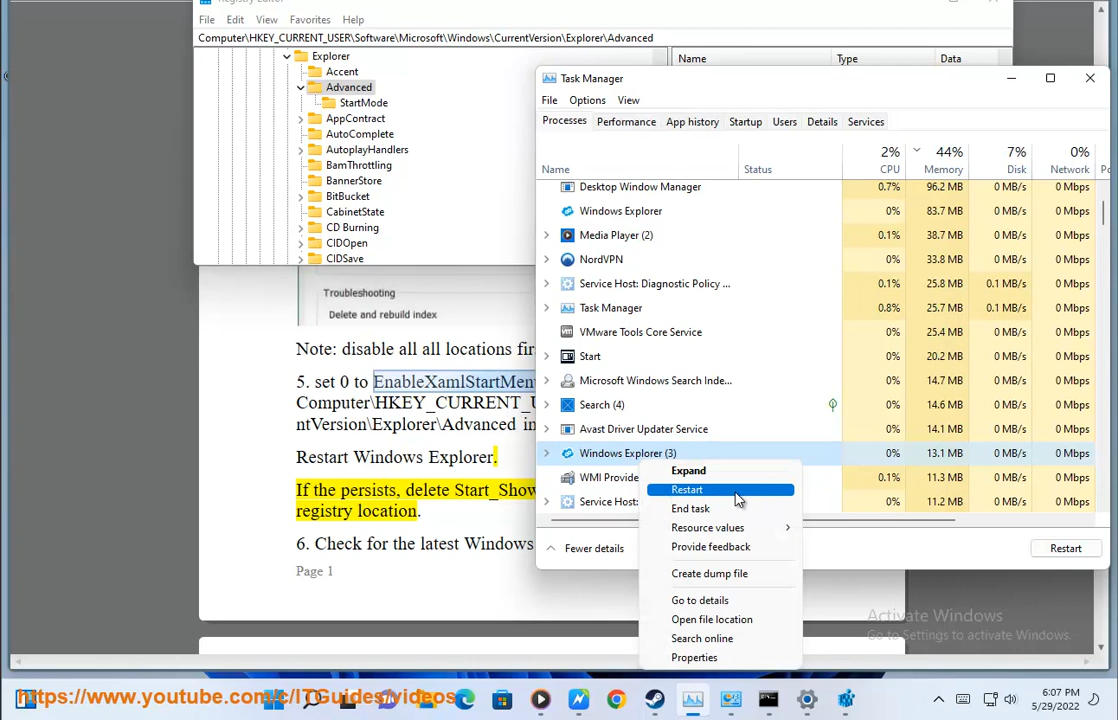 Registry Editor
File Edit View Favorites Help
Computer\HKEY_CURRENT_USER\Software\Microsoft\Windows\CurrentVersion\Explorer\Advanced
Explorer
Accent
Advanced
StartMode
AppContract
AutoComplete
AutoplayHandlers
BamThrottling
BannerStore
BitBucket
CabinetState
CD Burning
CIDOpen
CIDSave
Name Type Data
Troubleshooting
Delete and rebuild index
Note: disable all all locations firs
5. set 0 to EnableXamlStartMen
Computer\HKEY_CURRENT_U
ntVersion\Explorer\Advanced in
Restart Windows Explorer.
If the persists, delete Start_Show
registry location.
6. Check for the latest Windows
Page 1
Task Manager
File Options View
Processes Performance App history Startup Users Details Services
2% 44% 7% 0%
Name Status CPU Memory Disk Network
Desktop Window Manager 0.7% 96.2 MB 0 MB/s 0 Mbps
Windows Explorer 0% 83.7 MB 0 MB/s 0 Mbps
Media Player (2) 0.1% 38.7 MB 0 MB/s 0 Mbps
NordVPN 0% 33.8 MB 0 MB/s 0 Mbps
Service Host: Diagnostic Policy ... 0.1% 25.8 MB 0.1 MB/s 0 Mbps
Task Manager 0.8% 25.7 MB 0.1 MB/s 0 Mbps
VMware Tools Core Service 0% 25.4 MB 0 MB/s 0 Mbps
Start 0% 20.2 MB 0 MB/s 0 Mbps
Microsoft Windows Search Inde... 0% 14.7 MB 0 MB/s 0 Mbps
Search (4) 0% 14.6 MB 0 MB/s 0 Mbps
Avast Driver Updater Service 0% 14.1 MB 0 MB/s 0 Mbps
Windows Explorer (3) 0% 13.1 MB 0 MB/s 0 Mbps
WMI Provide 0.1% 11.3 MB 0 MB/s 0 Mbps
Service Host: 0% 11.2 MB 0 MB/s 0 Mbps
Fewer details Restart
Expand
Restart
End task
Resource values
Provide feedback
Create dump file
Go to details
Open file location
Search online
Properties
Activate Windows
Go to Settings to activate Windows.
https://www.youtube.com/c/ITGuides/videos
6:07 PM
5/29/2022